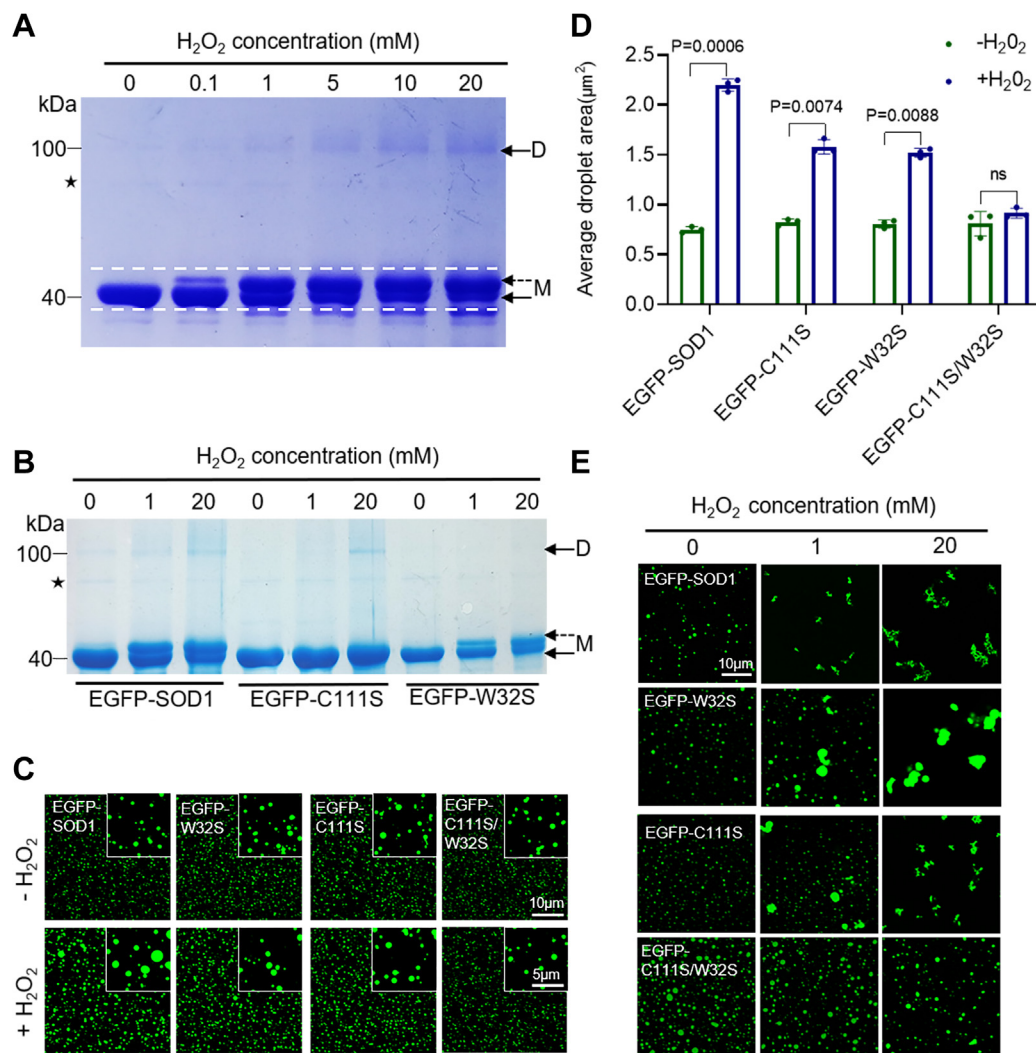 A
H₂O₂ concentration (mM)
0 0.1 1 5 10 20
kDa
100
D
★
M
40
B
H₂O₂ concentration (mM)
0 1 20 0 1 20 0 1 20
kDa
100
D
★
M
40
EGFP-SOD1 EGFP-C111S EGFP-W32S
C
EGFP-
SOD1
EGFP-
W32S
EGFP-
C111S
EGFP-
C111S/
W32S
- H₂O₂
10μm
+ H₂O₂
5μm
D
Average droplet area(μm²)
2.5
2.0
1.5
1.0
0.5
0.0
P=0.0006
P=0.0074
P=0.0088
ns
-H₂0₂
+H₂0₂
EGFP-SOD1
EGFP-C111S
EGFP-W32S
EGFP-C111S/W32S
E
H₂O₂ concentration (mM)
0 1 20
EGFP-SOD1
10μm
EGFP-W32S
EGFP-C111S
EGFP-
C111S/W32S